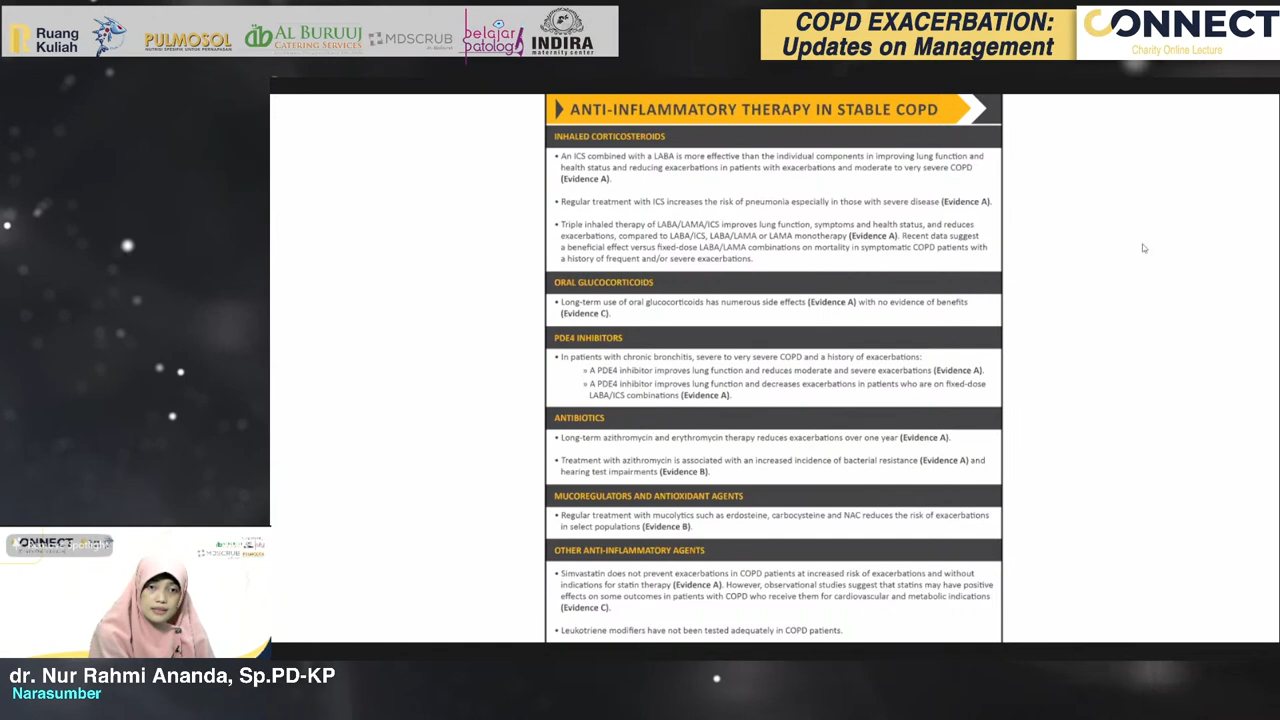 Ruang
Kuliah
PULMOSOL
NUTRISI SPESIFIK UNTUK PERNAPASAN
AL BURUUJ
CATERING SERVICES
MDSCRUB
belajar
patologi
INDIRA
maternity center
COPD EXACERBATION:
Updates on Management
CONNECT
Charity Online Lecture
ANTI-INFLAMMATORY THERAPY IN STABLE COPD
INHALED CORTICOSTEROIDS
• An ICS combined with a LABA is more effective than the individual components in improving lung function and
health status and reducing exacerbations in patients with exacerbations and moderate to very severe COPD
(Evidence A).
• Regular treatment with ICS increases the risk of pneumonia especially in those with severe disease (Evidence A).
• Triple inhaled therapy of LABA/LAMA/ICS improves lung function, symptoms and health status, and reduces
exacerbations, compared to LABA/ICS, LABA/LAMA or LAMA monotherapy (Evidence A). Recent data suggest
a beneficial effect versus fixed-dose LABA/LAMA combinations on mortality in symptomatic COPD patients with
a history of frequent and/or severe exacerbations.
ORAL GLUCOCORTICOIDS
• Long-term use of oral glucocorticoids has numerous side effects (Evidence A) with no evidence of benefits
(Evidence C).
PDE4 INHIBITORS
• In patients with chronic bronchitis, severe to very severe COPD and a history of exacerbations:
» A PDE4 inhibitor improves lung function and reduces moderate and severe exacerbations (Evidence A).
» A PDE4 inhibitor improves lung function and decreases exacerbations in patients who are on fixed-dose
LABA/ICS combinations (Evidence A).
ANTIBIOTICS
• Long-term azithromycin and erythromycin therapy reduces exacerbations over one year (Evidence A).
• Treatment with azithromycin is associated with an increased incidence of bacterial resistance (Evidence A) and
hearing test impairments (Evidence B).
MUCOREGULATORS AND ANTIOXIDANT AGENTS
• Regular treatment with mucolytics such as erdosteine, carbocysteine and NAC reduces the risk of exacerbations
in select populations (Evidence B).
OTHER ANTI-INFLAMMATORY AGENTS
• Simvastatin does not prevent exacerbations in COPD patients at increased risk of exacerbations and without
indications for statin therapy (Evidence A). However, observational studies suggest that statins may have positive
effects on some outcomes in patients with COPD who receive them for cardiovascular and metabolic indications
(Evidence C).
• Leukotriene modifiers have not been tested adequately in COPD patients.
dr. Nur Rahmi Ananda, Sp.PD-KP
Narasumber